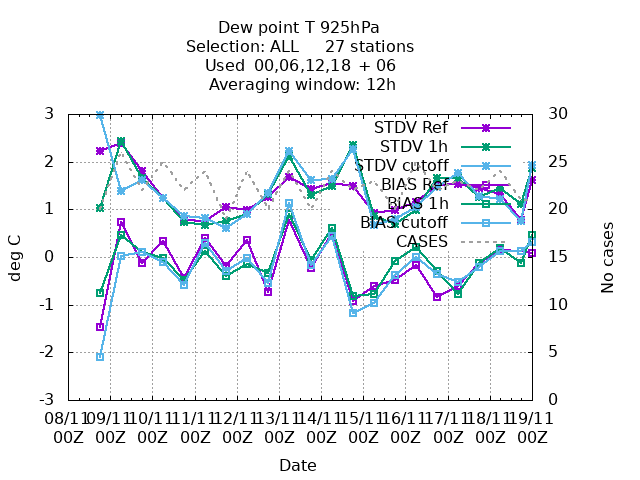 Dew point T 925hPa
Selection: ALL 27 stations
Used 00,06,12,18 + 06
Averaging window: 12h
3 30
STDV Ref
STDV 1h
2 STDV cutoff 25
BIAS Ref
BIAS 1h
1 20
BIAS cutoff
CASES
0 15
deg C
No cases
-1 10
-2 5
-3 0
08/11 09/11 10/11 11/11 12/11 13/11 14/11 15/11 16/11 17/11 18/11 19/11
00Z 00Z 00Z 00Z 00Z 00Z 00Z 00Z 00Z 00Z 00Z 00Z
Date